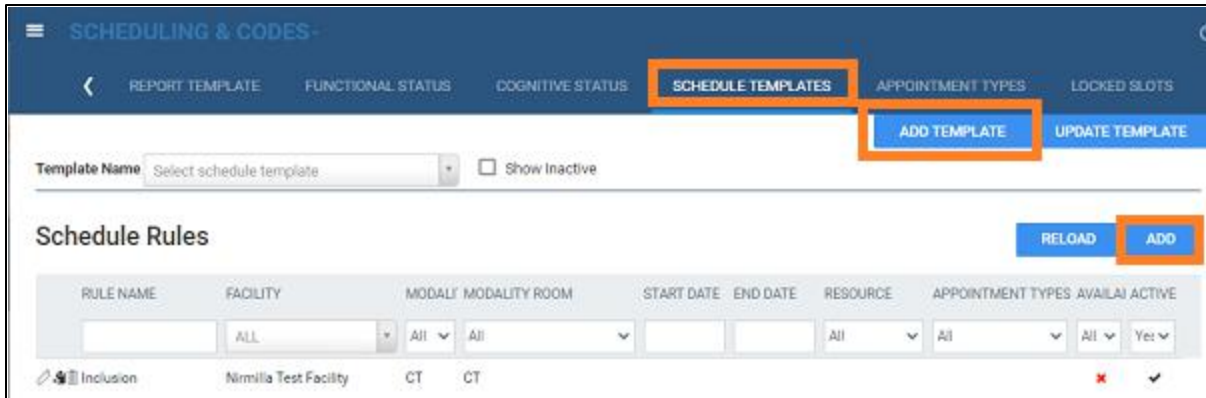 SCHEDULING & CODES-
REPORT TEMPLATE FUNCTIONAL STATUS COGNITIVE STATUS SCHEDULE TEMPLATES APPOINTMENT TYPES LOCKED SLOTS
ADD TEMPLATE UPDATE TEMPLATE
Template Name Select schedule template Show Inactive
Schedule Rules RELOAD ADD
RULE NAME FACILITY MODALIT MODALITY ROOM START DATE END DATE RESOURCE APPOINTMENT TYPES AVAILAI ACTIVE
ALL All All All All All Yes
Inclusion Nirmilla Test Facility CT CT